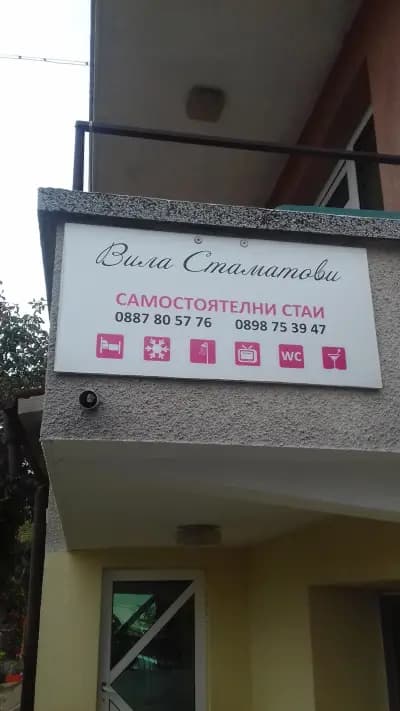 Вила Стаматови
САМОСТОЯТЕЛНИ СТАИ
0887 80 57 76 0898 75 39 47
WC